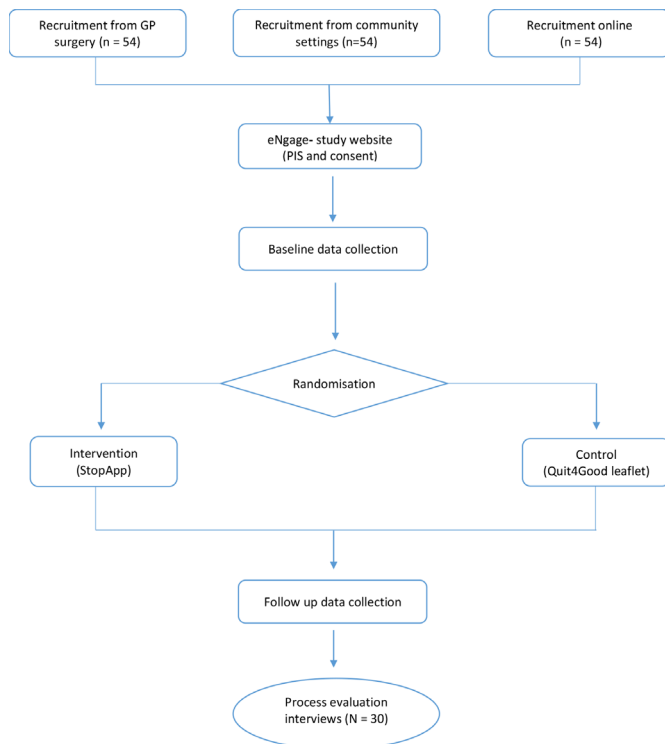 Recruitment from GP
surgery (n = 54)
Recruitment from community
settings (n=54)
Recruitment online
(n = 54)
eNgage- study website
(PIS and consent)
Baseline data collection
Randomisation
Intervention
(StopApp)
Control
(Quit4Good leaflet)
Follow up data collection
Process evaluation
interviews (N = 30)